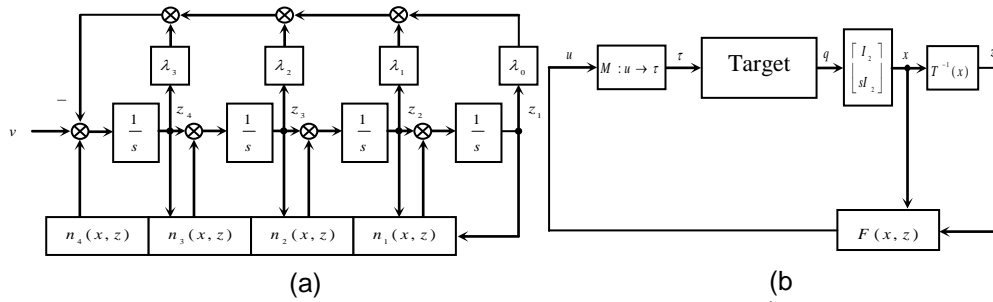 λ₃ λ₂ λ₁ λ₀
−
z₄ z₃ z₂ z₁
v
1/s 1/s 1/s 1/s
n₄(x, z) n₃(x, z) n₂(x, z) n₁(x, z)
(a)
u
M : u → τ
τ
Target
q
I₂
sI₂
x
T⁻¹(x)
F(x, z)
(b